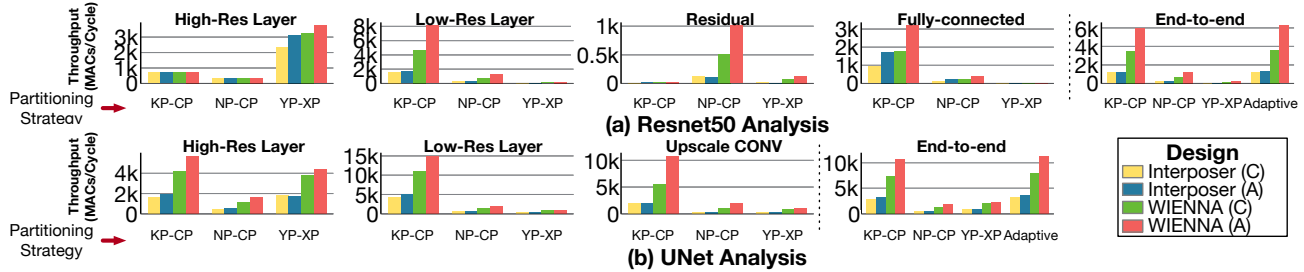 High-Res Layer Low-Res Layer Residual Fully-connected End-to-end
Throughput
(MACs/Cycle)
3k
2k
1k
0
8k
6k
4k
2k
0
1k
0.5k
0
3k
2k
1k
0
6k
4k
2k
0
Partitioning
Strategy
KP-CP NP-CP YP-XP KP-CP NP-CP YP-XP KP-CP NP-CP YP-XP KP-CP NP-CP YP-XP KP-CP NP-CP YP-XP Adaptive
(a) Resnet50 Analysis
High-Res Layer Low-Res Layer Upscale CONV End-to-end
Throughput
(MACs/Cycle)
4k
2k
0
15k
10k
5k
0
10k
5k
0
10k
5k
0
Partitioning
Strategy
KP-CP NP-CP YP-XP KP-CP NP-CP YP-XP KP-CP NP-CP YP-XP KP-CP NP-CP YP-XP Adaptive
(b) UNet Analysis
Design
Interposer (C)
Interposer (A)
WIENNA (C)
WIENNA (A)